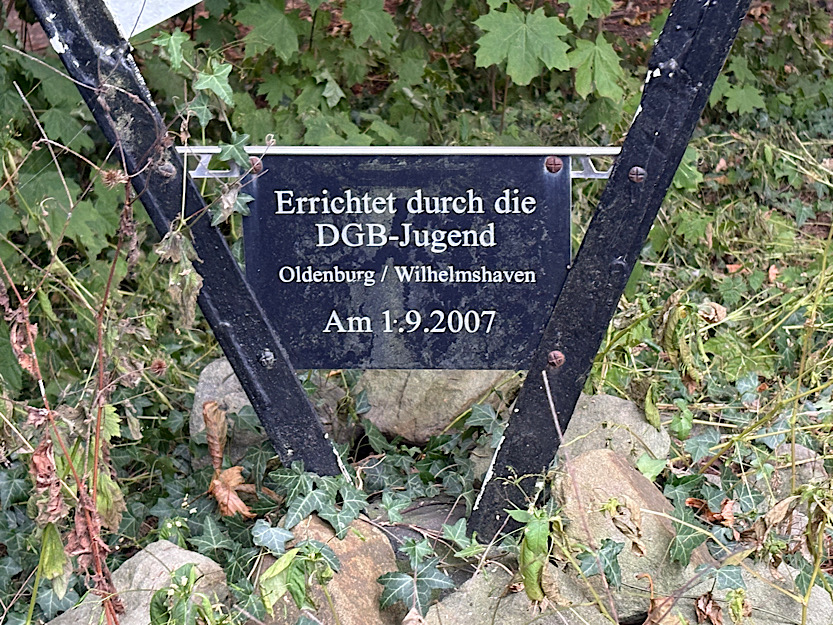 Errichtet durch die
DGB-Jugend
Oldenburg / Wilhelmshaven
Am 1.9.2007